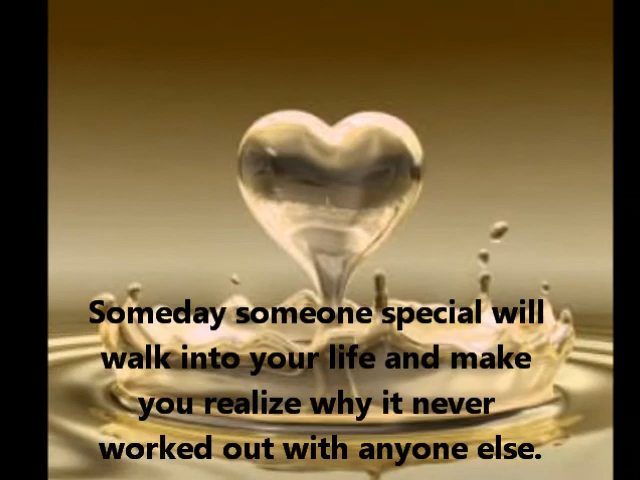 Someday someone special will
walk into your life and make
you realize why it never
worked out with anyone else.